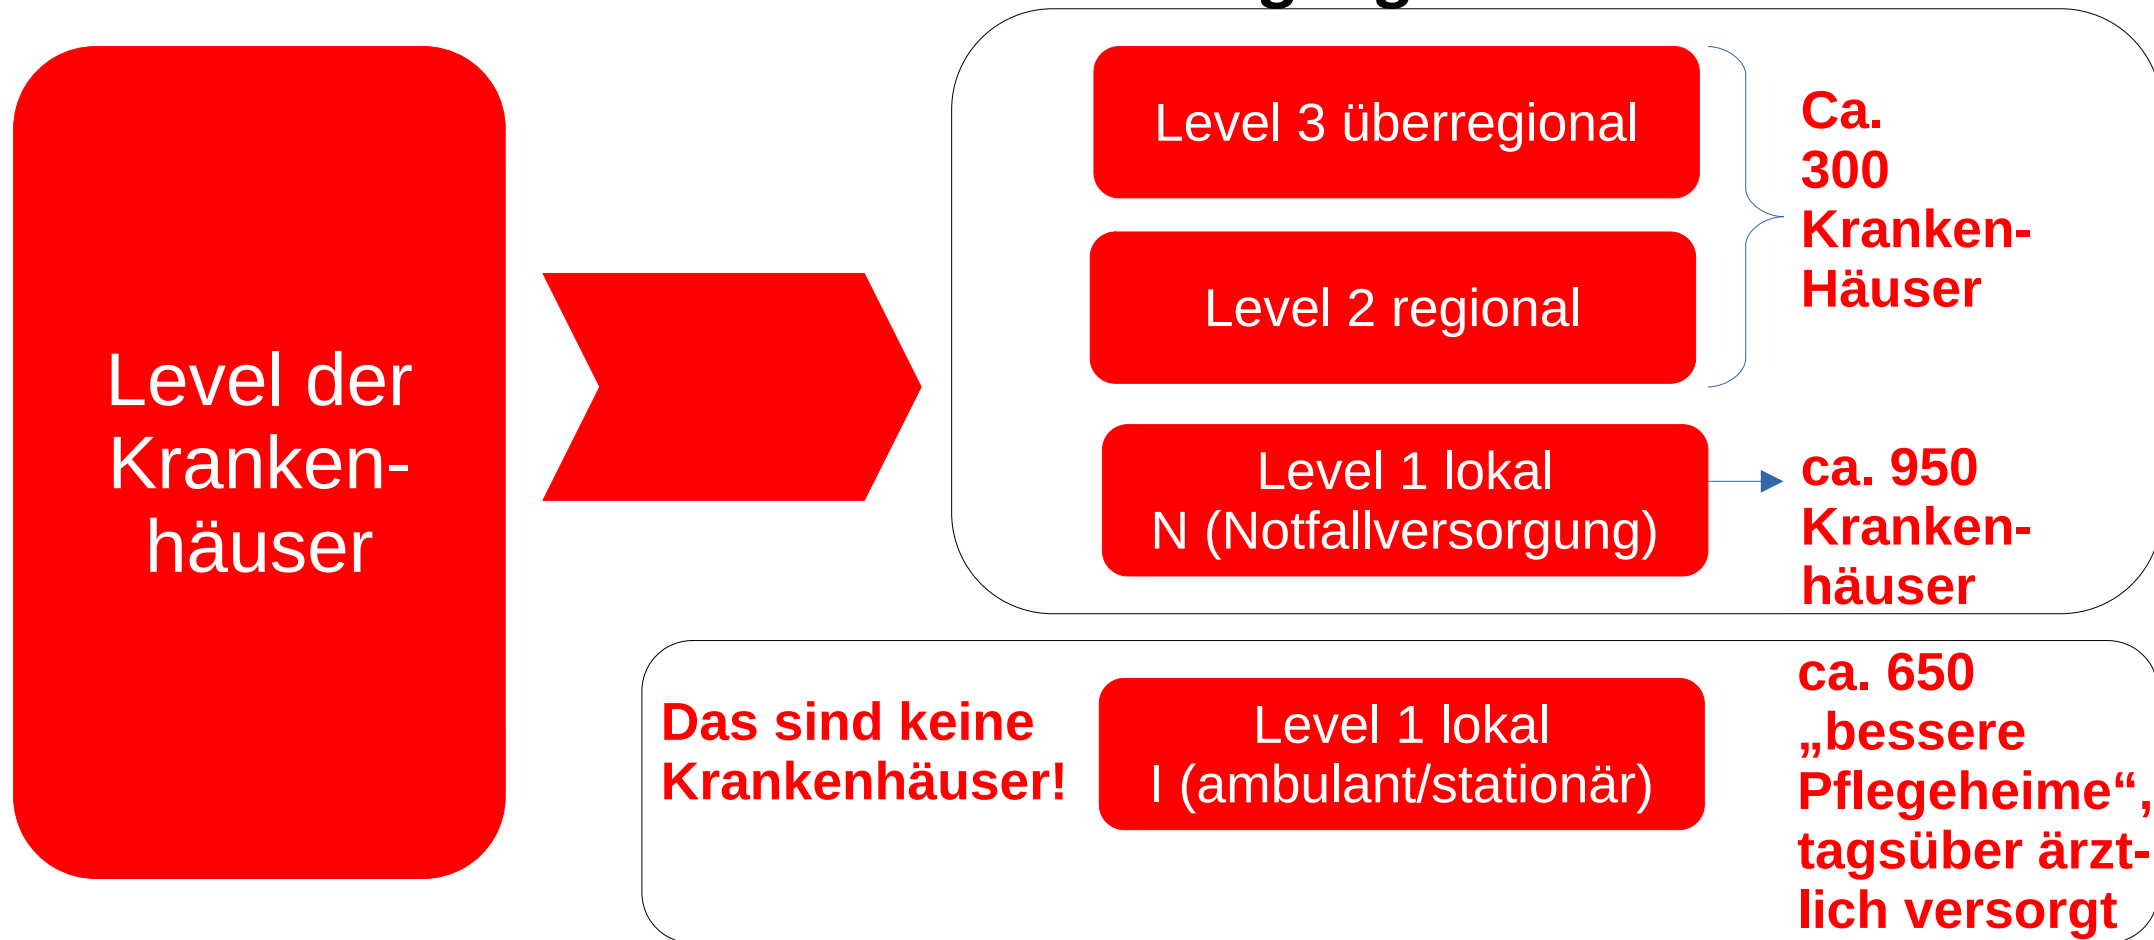 Level der
Kranken-
häuser
Level 3 überregional
Level 2 regional
Level 1 lokal
N (Notfallversorgung)
Ca.
300
Kranken-
Häuser
ca. 950
Kranken-
häuser
Das sind keine
Krankenhäuser!
Level 1 lokal
I (ambulant/stationär)
ca. 650
„bessere
Pflegeheime“,
tagsüber ärzt-
lich versorgt